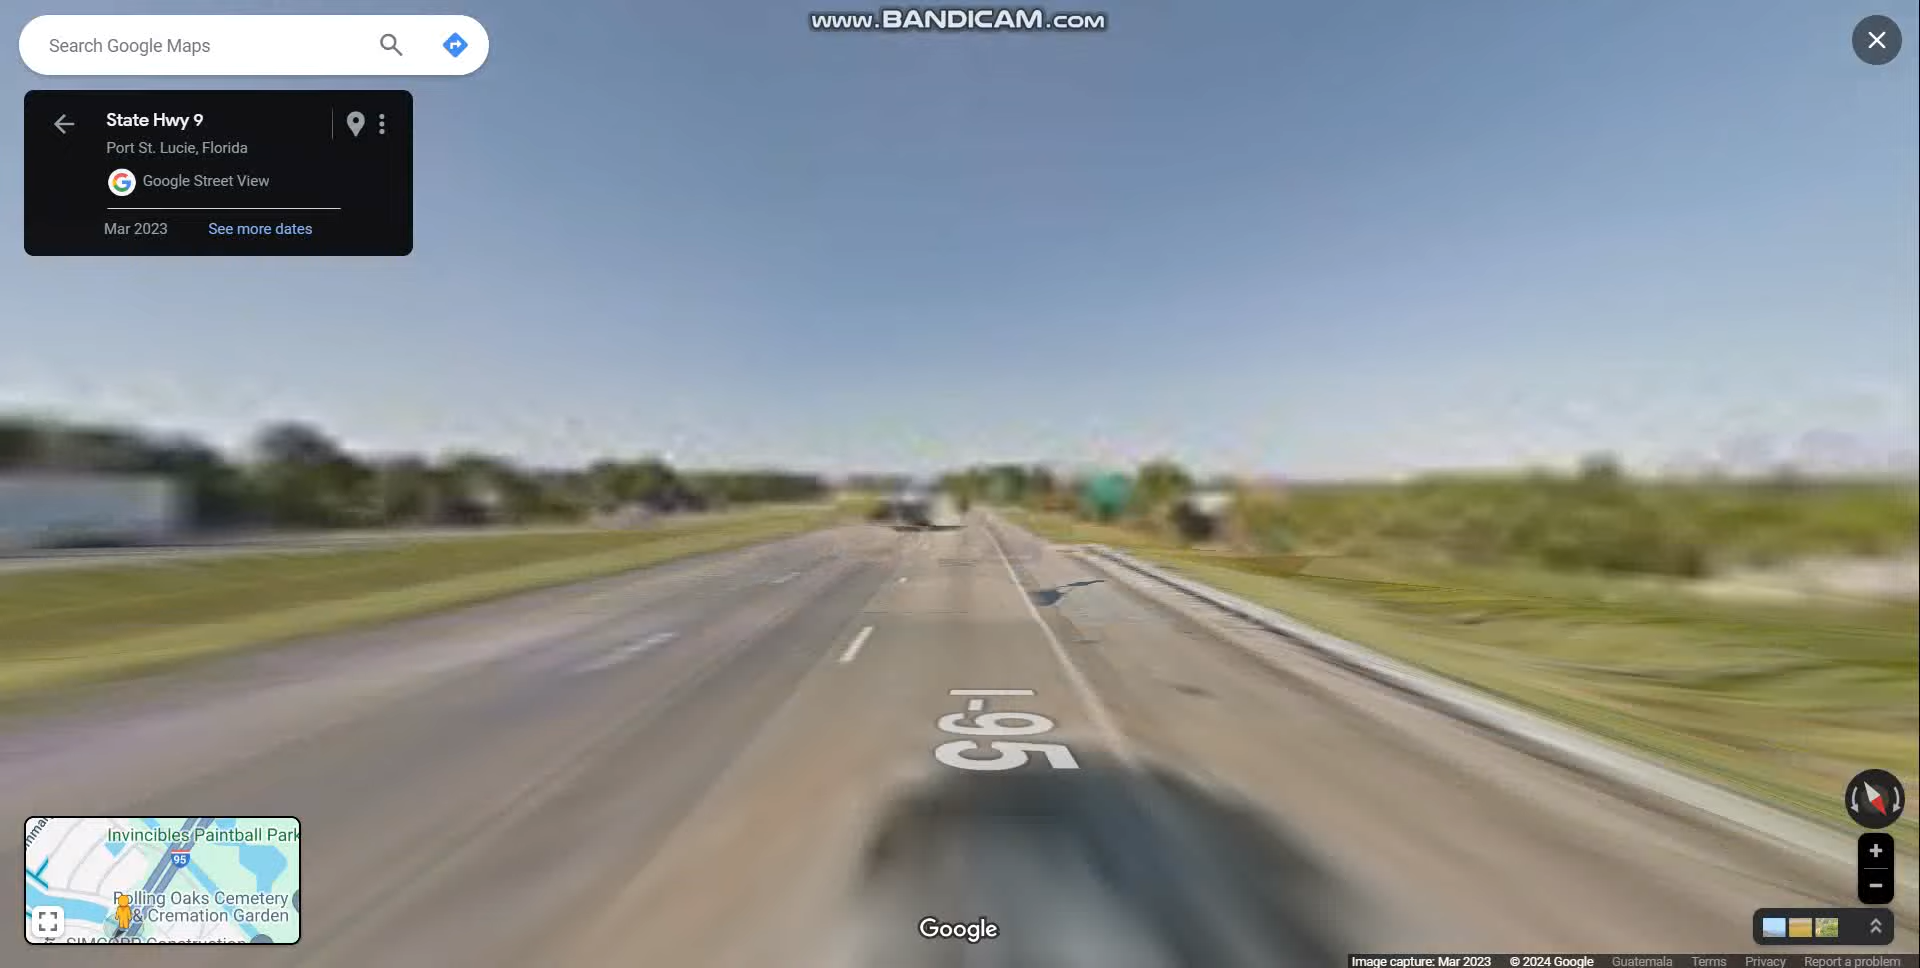 www.BANDICAM.com
Search Google Maps
State Hwy 9
Port St. Lucie, Florida
Google Street View
Mar 2023 See more dates
I-95
Invincibles Paintball Park
95
Rolling Oaks Cemetery
& Cremation Garden
SIMCORP Construction
Google
Image capture: Mar 2023 © 2024 Google Guatemala Terms Privacy Report a problem